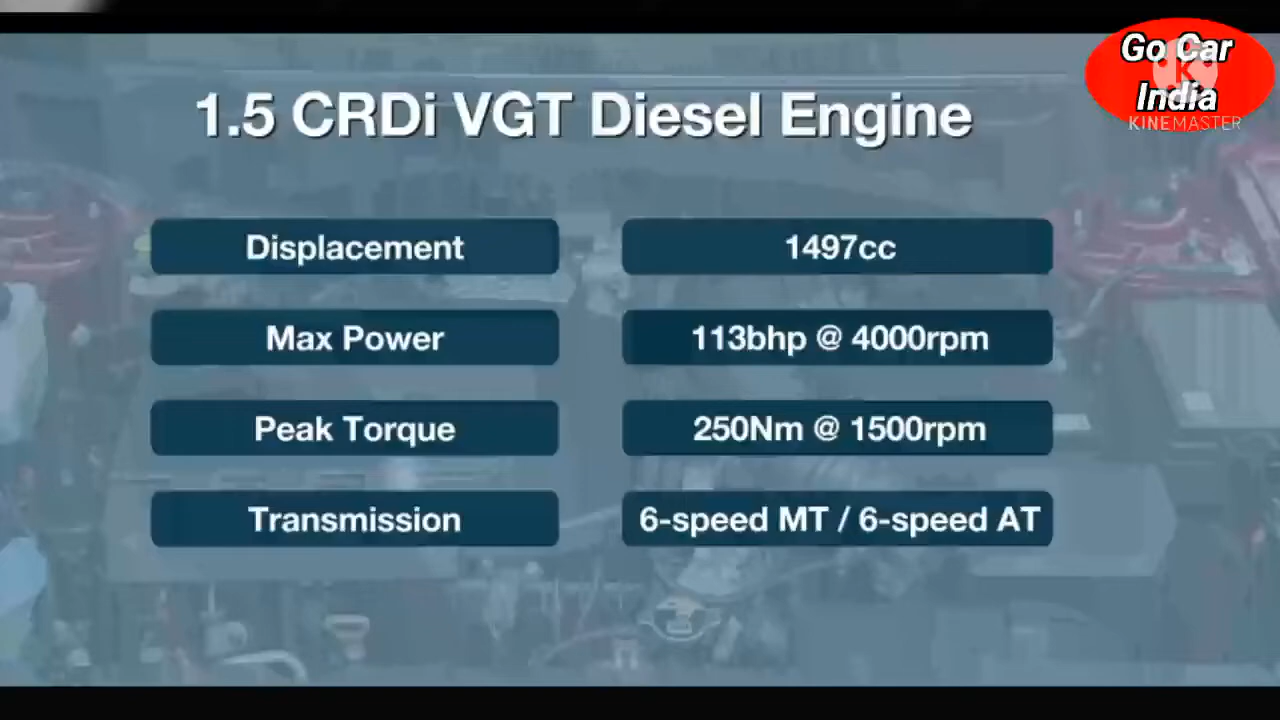 Go Car
India
KINEMASTER
1.5 CRDi VGT Diesel Engine
Displacement
1497cc
Max Power
113bhp @ 4000rpm
Peak Torque
250Nm @ 1500rpm
Transmission
6-speed MT / 6-speed AT